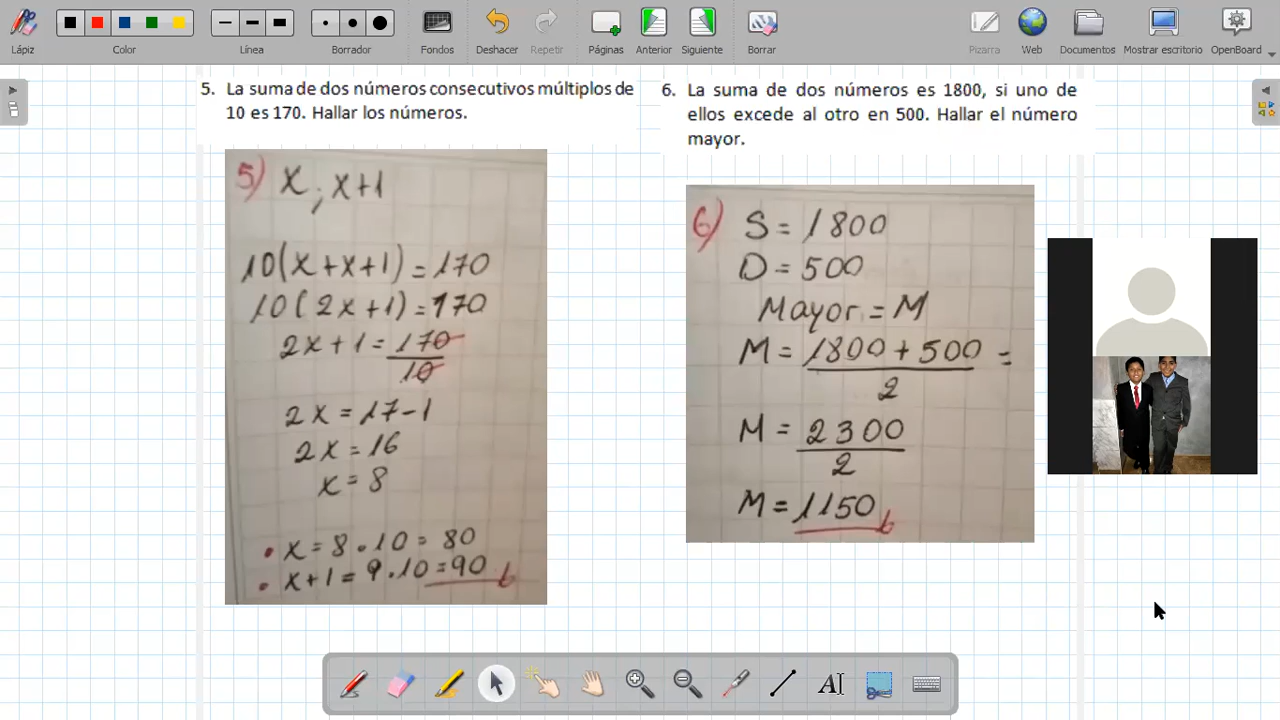 Lápiz
Color
Línea
Borrador
Fondos
Deshacer
Repetir
Páginas
Anterior
Siguiente
Borrar
Pizarra
Web
Documentos
Mostrar escritorio
OpenBoard
5. La suma de dos números consecutivos múltiplos de
10 es 170. Hallar los números.
5) x ; x+1
10(x+x+1)=170
10(2x+1)=170
2x+1=170
10
2x=17-1
2x=16
x=8
• x=8.10=80
• x+1=9.10=90
6. La suma de dos números es 1800, si uno de
ellos excede al otro en 500. Hallar el número
mayor.
6) S=1800
D=500
Mayor=M
M=1800+500=
2
M=2300
2
M=1150
AI